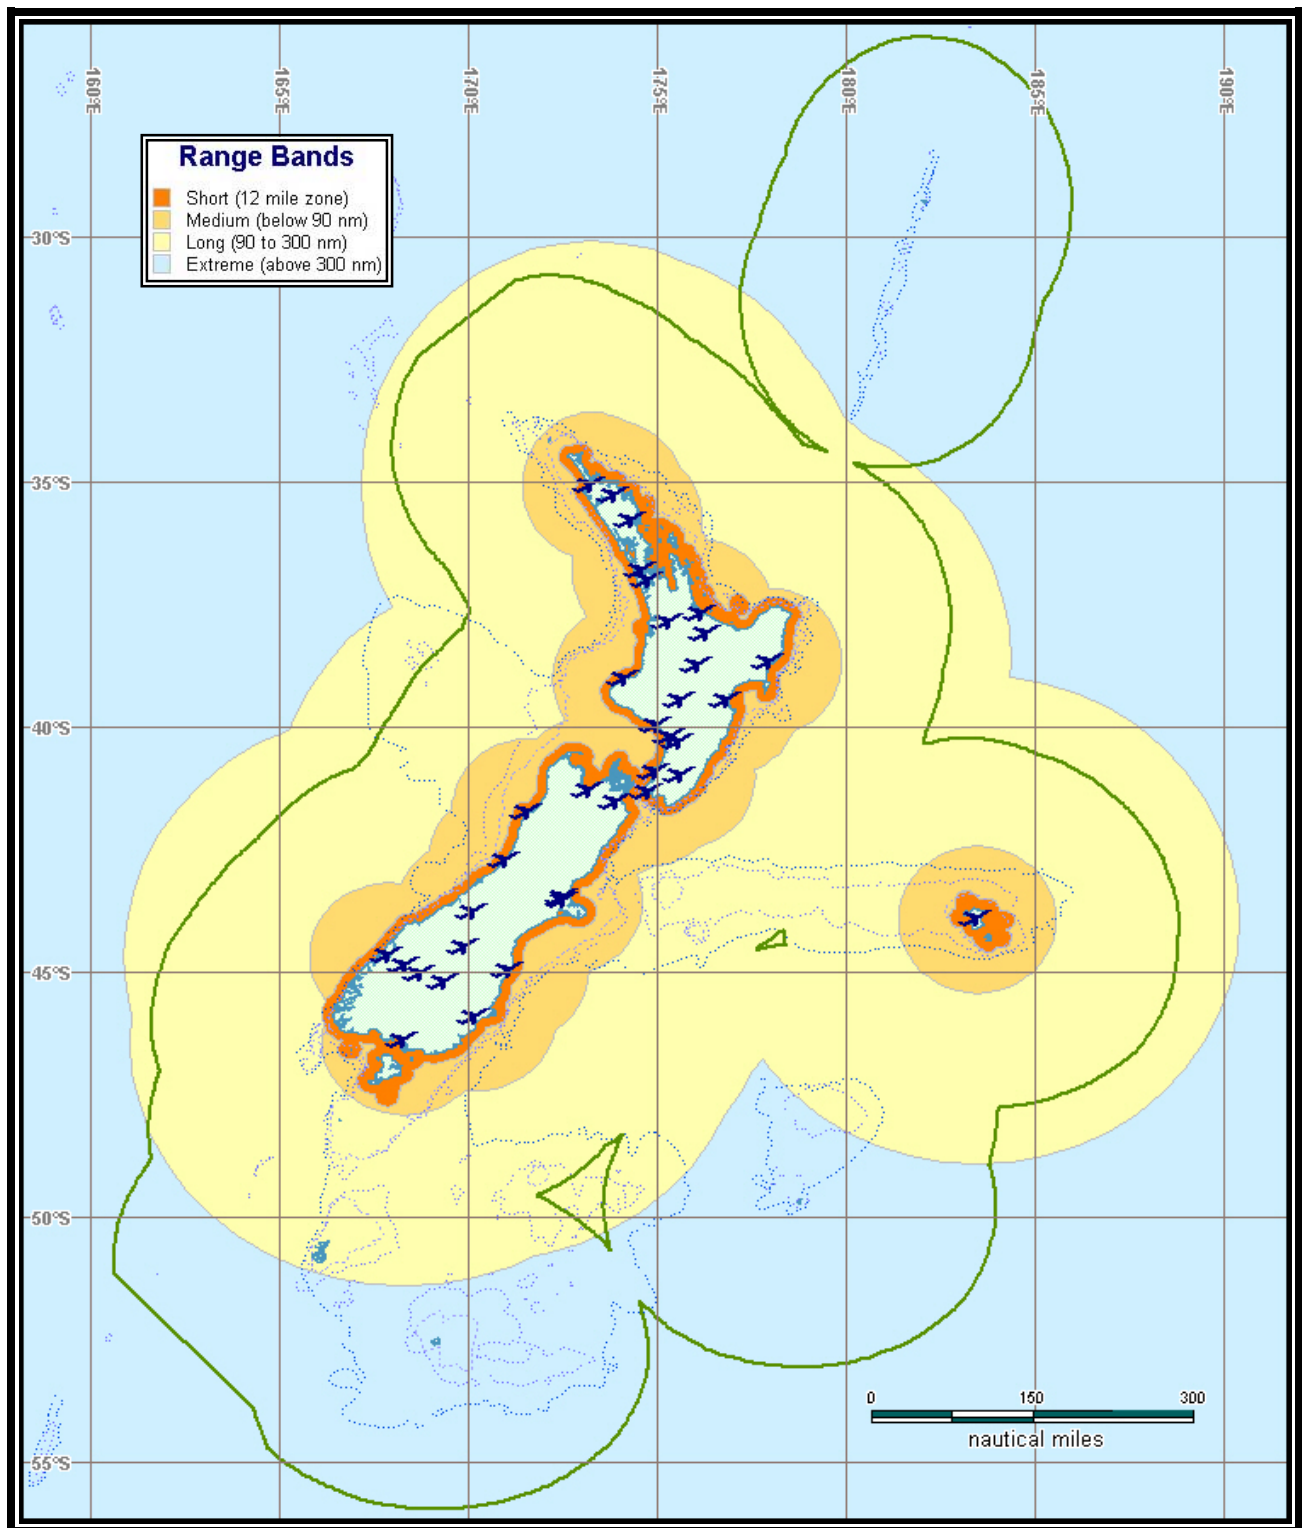 160°E
165°E
170°E
175°E
180°E
185°E
190°E
Range Bands
Short (12 mile zone)
Medium (below 90 nm)
Long (90 to 300 nm)
Extreme (above 300 nm)
30°S
35°S
40°S
45°S
50°S
0 150 300
nautical miles
55°S